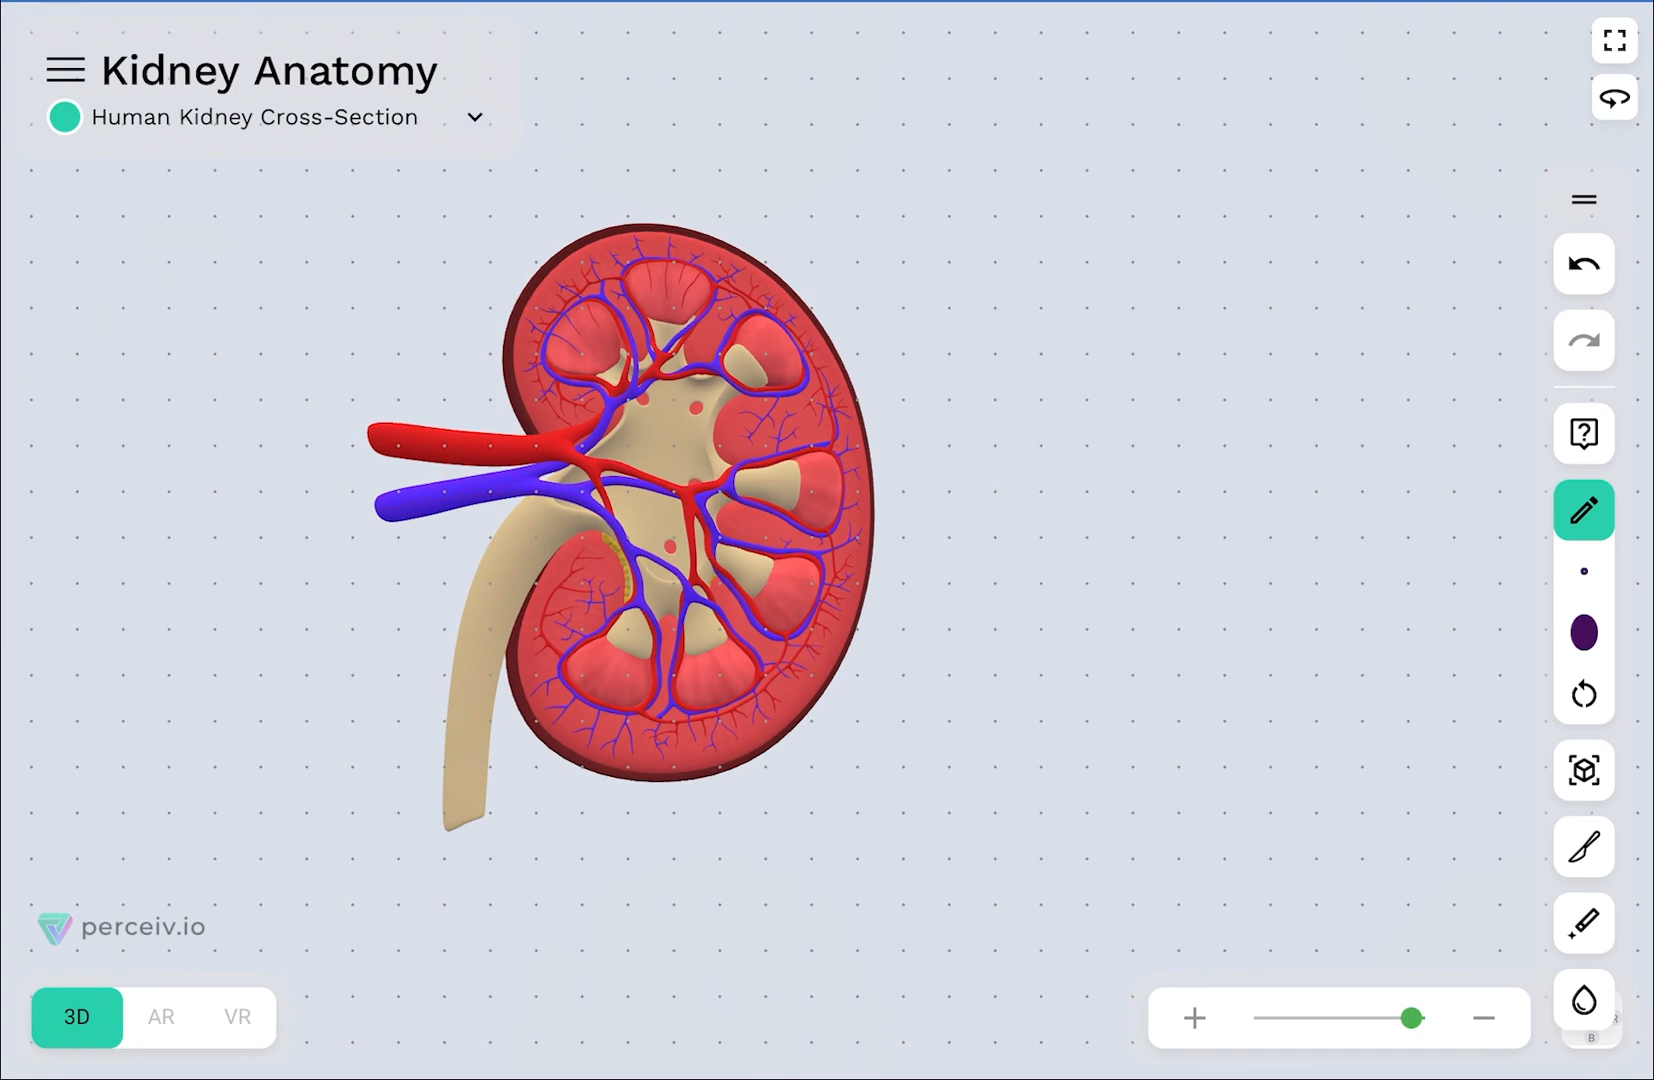 Kidney Anatomy
Human Kidney Cross-Section
perceiv.io
3D AR VR
R
B